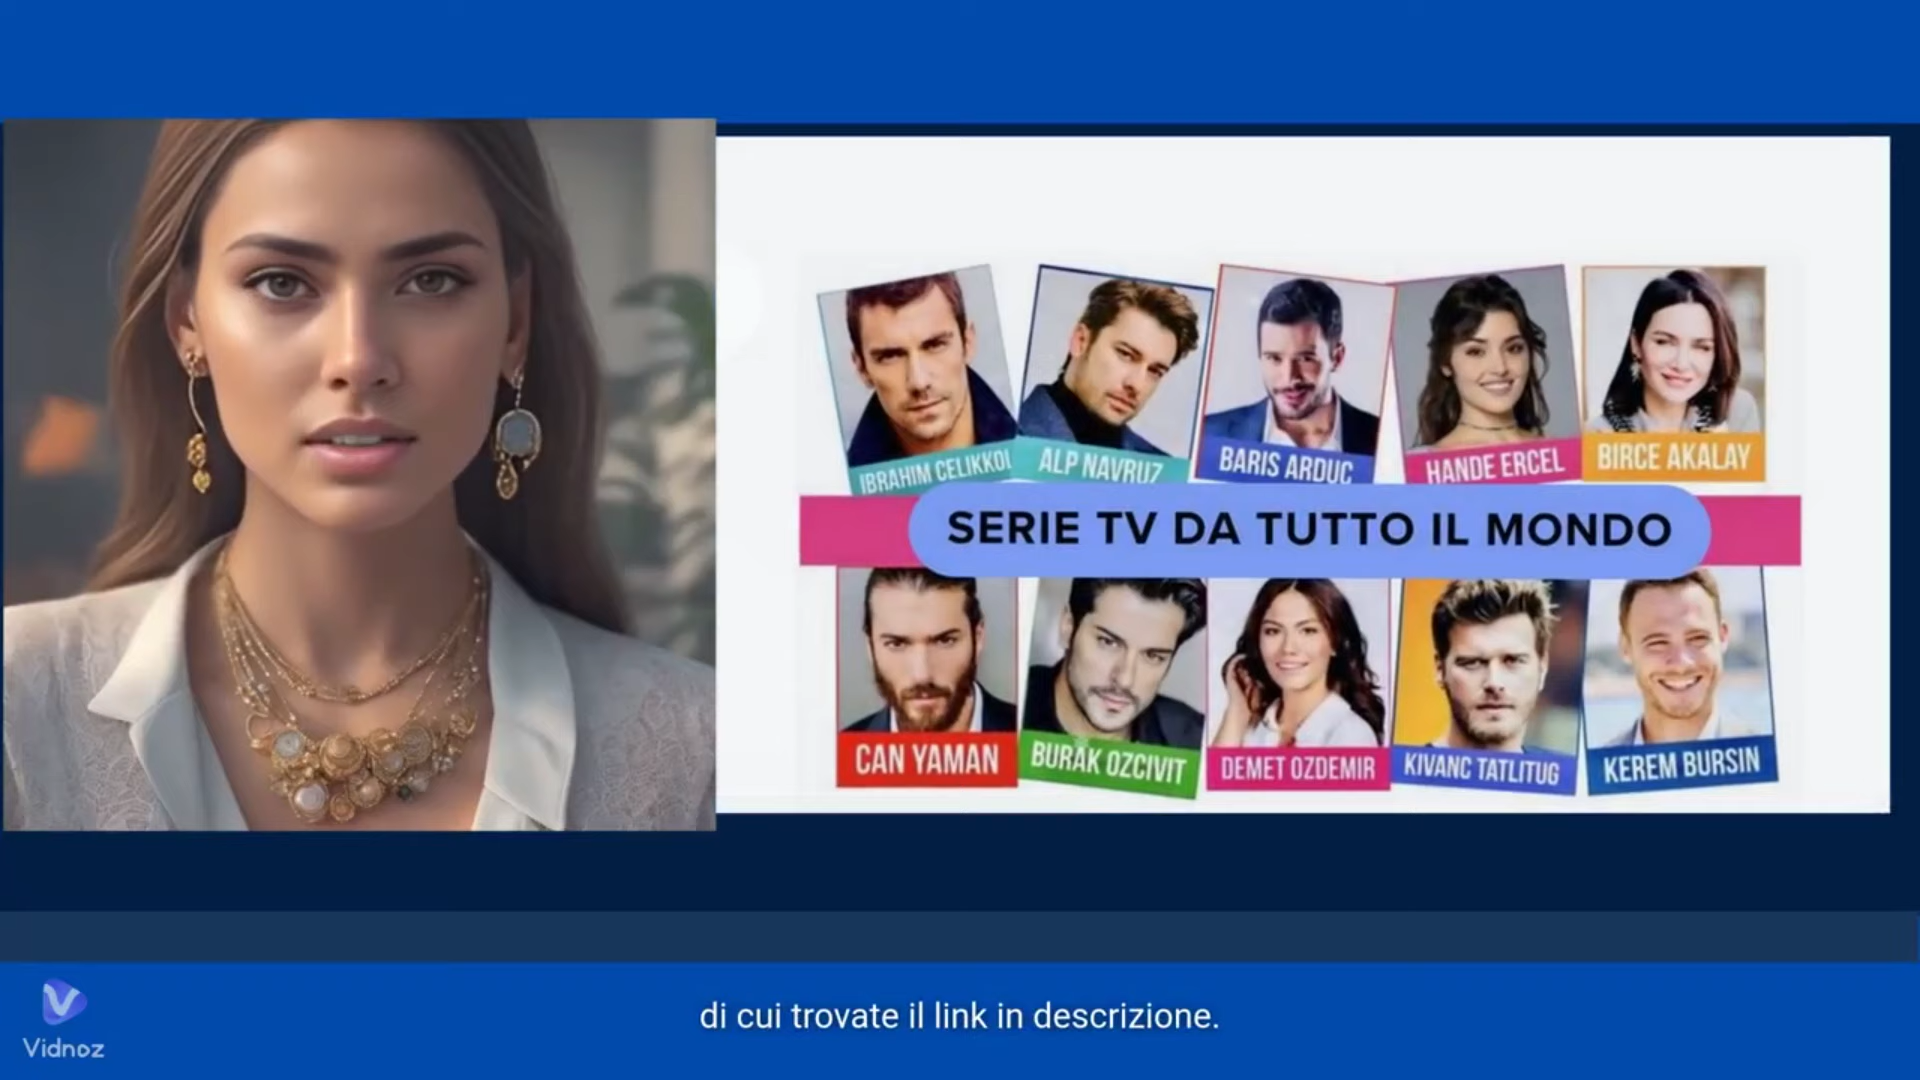 IBRAHIM CELIKKOL
ALP NAVRUZ
BARIS ARDUC
HANDE ERCEL
BIRCE AKALAY
SERIE TV DA TUTTO IL MONDO
CAN YAMAN
BURAK OZCIVIT
DEMET OZDEMIR
KIVANC TATLITUG
KEREM BURSIN
di cui trovate il link in descrizione.
Vidnoz